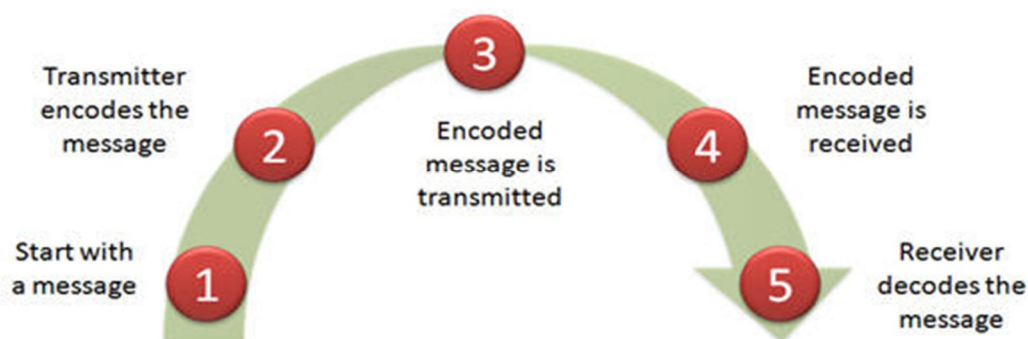 1
Start with
a message
2
Transmitter
encodes the
message
3
Encoded
message is
transmitted
4
Encoded
message is
received
5
Receiver
decodes the
message